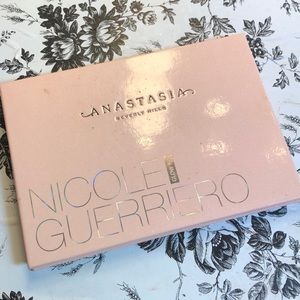 ANASTASIA
BEVERLY HILLS
NICOLE
GUERRIERO